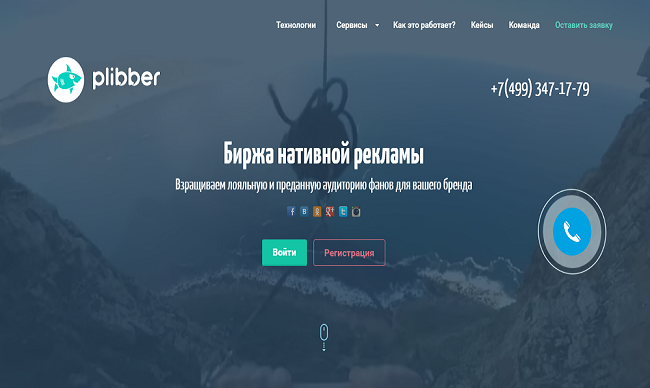 Технологии Сервисы Как это работает? Кейсы Команда Оставить заявку
plibber
+7(499) 347-17-79
Биржа нативной рекламы
Взращиваем лояльную и преданную аудиторию фанов для вашего бренда
Войти Регистрация